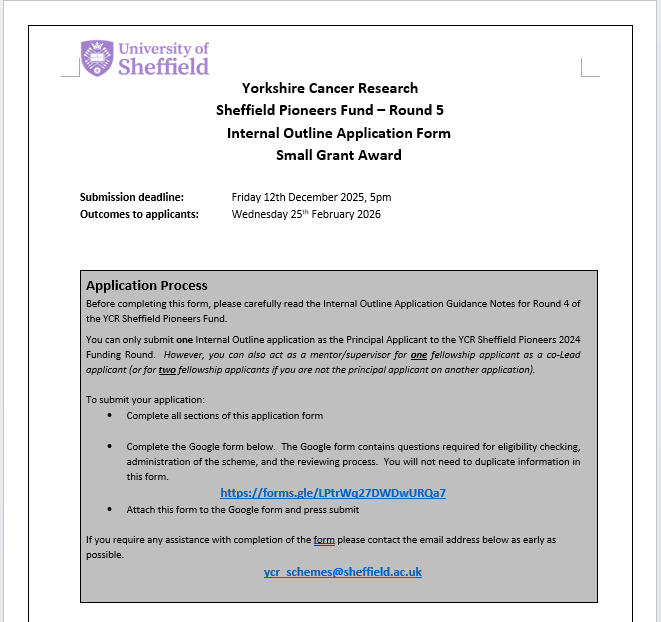 University of
Sheffield
Yorkshire Cancer Research
Sheffield Pioneers Fund – Round 5
Internal Outline Application Form
Small Grant Award
Submission deadline: Friday 12th December 2025, 5pm
Outcomes to applicants: Wednesday 25th February 2026
Application Process
Before completing this form, please carefully read the Internal Outline Application Guidance Notes for Round 4 of
the YCR Sheffield Pioneers Fund.
You can only submit one Internal Outline application as the Principal Applicant to the YCR Sheffield Pioneers 2024
Funding Round. However, you can also act as a mentor/supervisor for one fellowship applicant as a co-Lead
applicant (or for two fellowship applicants if you are not the principal applicant on another application).
To submit your application:
• Complete all sections of this application form
• Complete the Google form below. The Google form contains questions required for eligibility checking,
administration of the scheme, and the reviewing process. You will not need to duplicate information in
this form.
https://forms.gle/LPtrWq27DWDwURQa7
• Attach this form to the Google form and press submit
If you require any assistance with completion of the form please contact the email address below as early as
possible.
ycr_schemes@sheffield.ac.uk